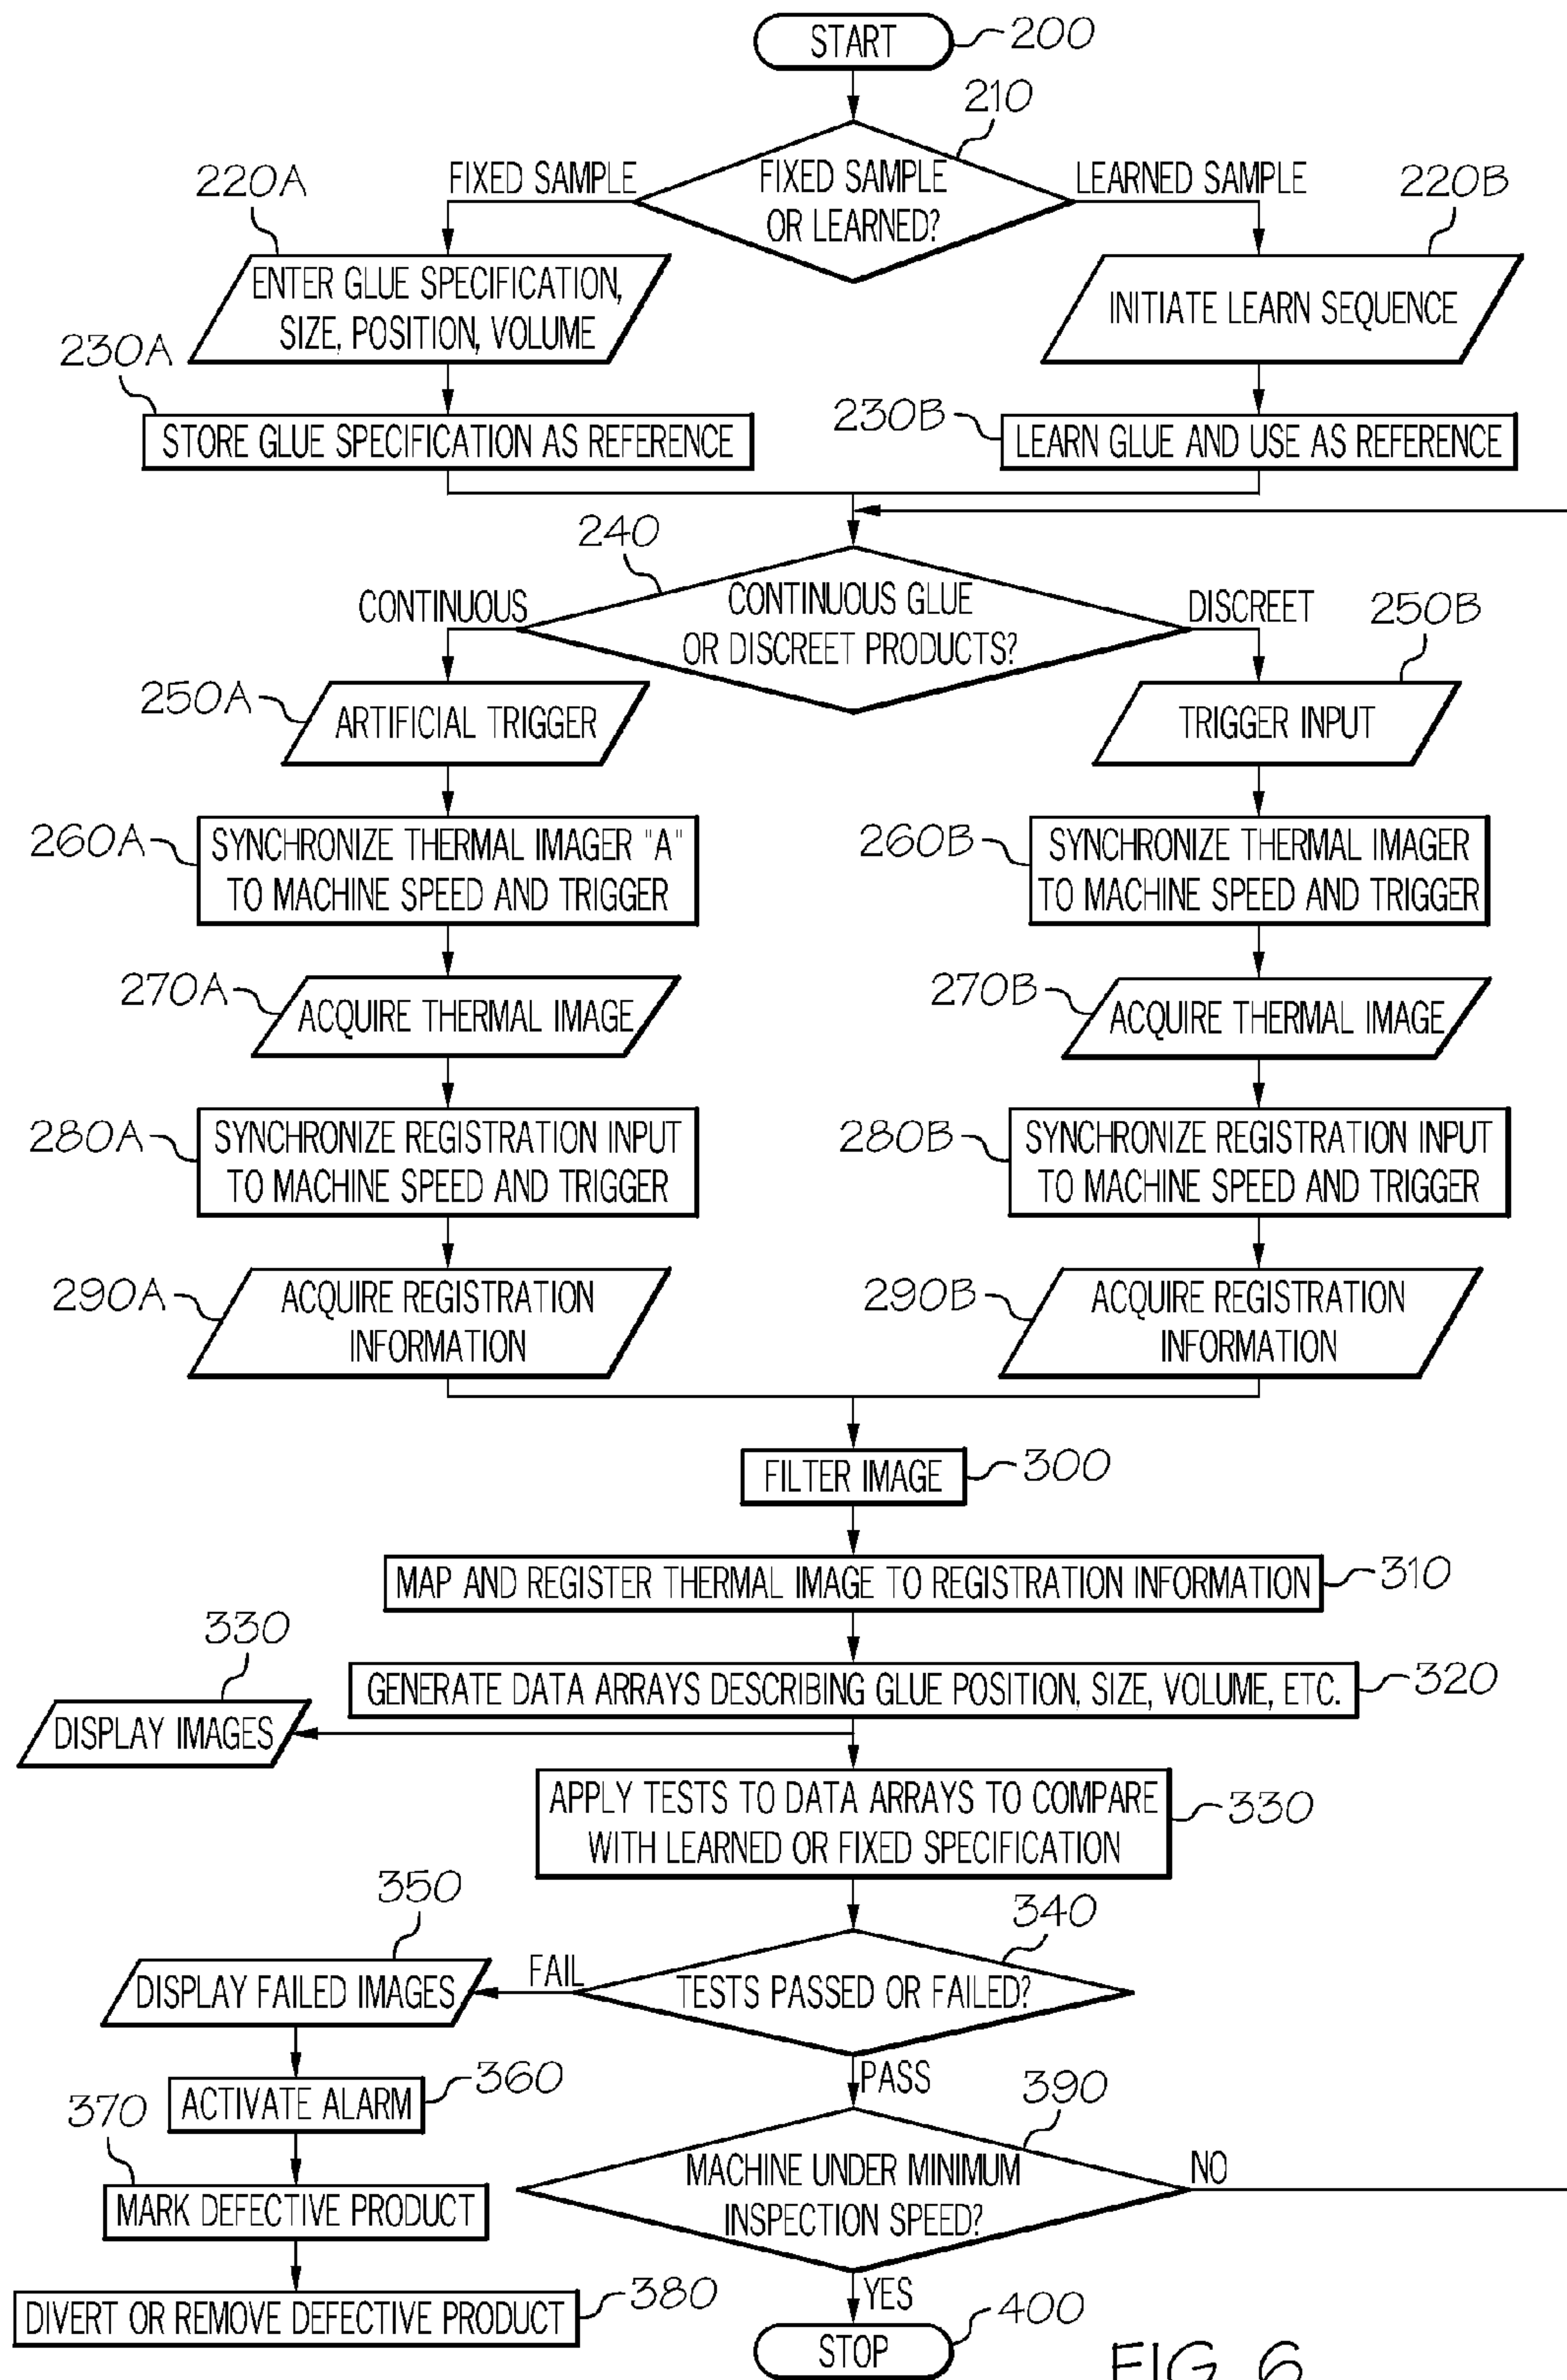 START
200
210
FIXED SAMPLE
FIXED SAMPLE
OR LEARNED?
LEARNED SAMPLE
220A
220B
ENTER GLUE SPECIFICATION,
SIZE, POSITION, VOLUME
INITIATE LEARN SEQUENCE
230A
STORE GLUE SPECIFICATION AS REFERENCE
230B
LEARN GLUE AND USE AS REFERENCE
240
CONTINUOUS
CONTINUOUS GLUE
OR DISCREET PRODUCTS?
DISCREET
250B
250A
ARTIFICIAL TRIGGER
TRIGGER INPUT
260A
SYNCHRONIZE THERMAL IMAGER "A"
TO MACHINE SPEED AND TRIGGER
260B
SYNCHRONIZE THERMAL IMAGER
TO MACHINE SPEED AND TRIGGER
270A
ACQUIRE THERMAL IMAGE
270B
ACQUIRE THERMAL IMAGE
280A
SYNCHRONIZE REGISTRATION INPUT
TO MACHINE SPEED AND TRIGGER
280B
SYNCHRONIZE REGISTRATION INPUT
TO MACHINE SPEED AND TRIGGER
290A
ACQUIRE REGISTRATION
INFORMATION
290B
ACQUIRE REGISTRATION
INFORMATION
FILTER IMAGE
300
MAP AND REGISTER THERMAL IMAGE TO REGISTRATION INFORMATION
310
330
GENERATE DATA ARRAYS DESCRIBING GLUE POSITION, SIZE, VOLUME, ETC.
320
DISPLAY IMAGES
APPLY TESTS TO DATA ARRAYS TO COMPARE
WITH LEARNED OR FIXED SPECIFICATION
330
350
340
DISPLAY FAILED IMAGES
FAIL
TESTS PASSED OR FAILED?
PASS
ACTIVATE ALARM
360
370
390
MARK DEFECTIVE PRODUCT
MACHINE UNDER MINIMUM
INSPECTION SPEED?
NO
DIVERT OR REMOVE DEFECTIVE PRODUCT
380
YES
STOP
400
FIG. 6